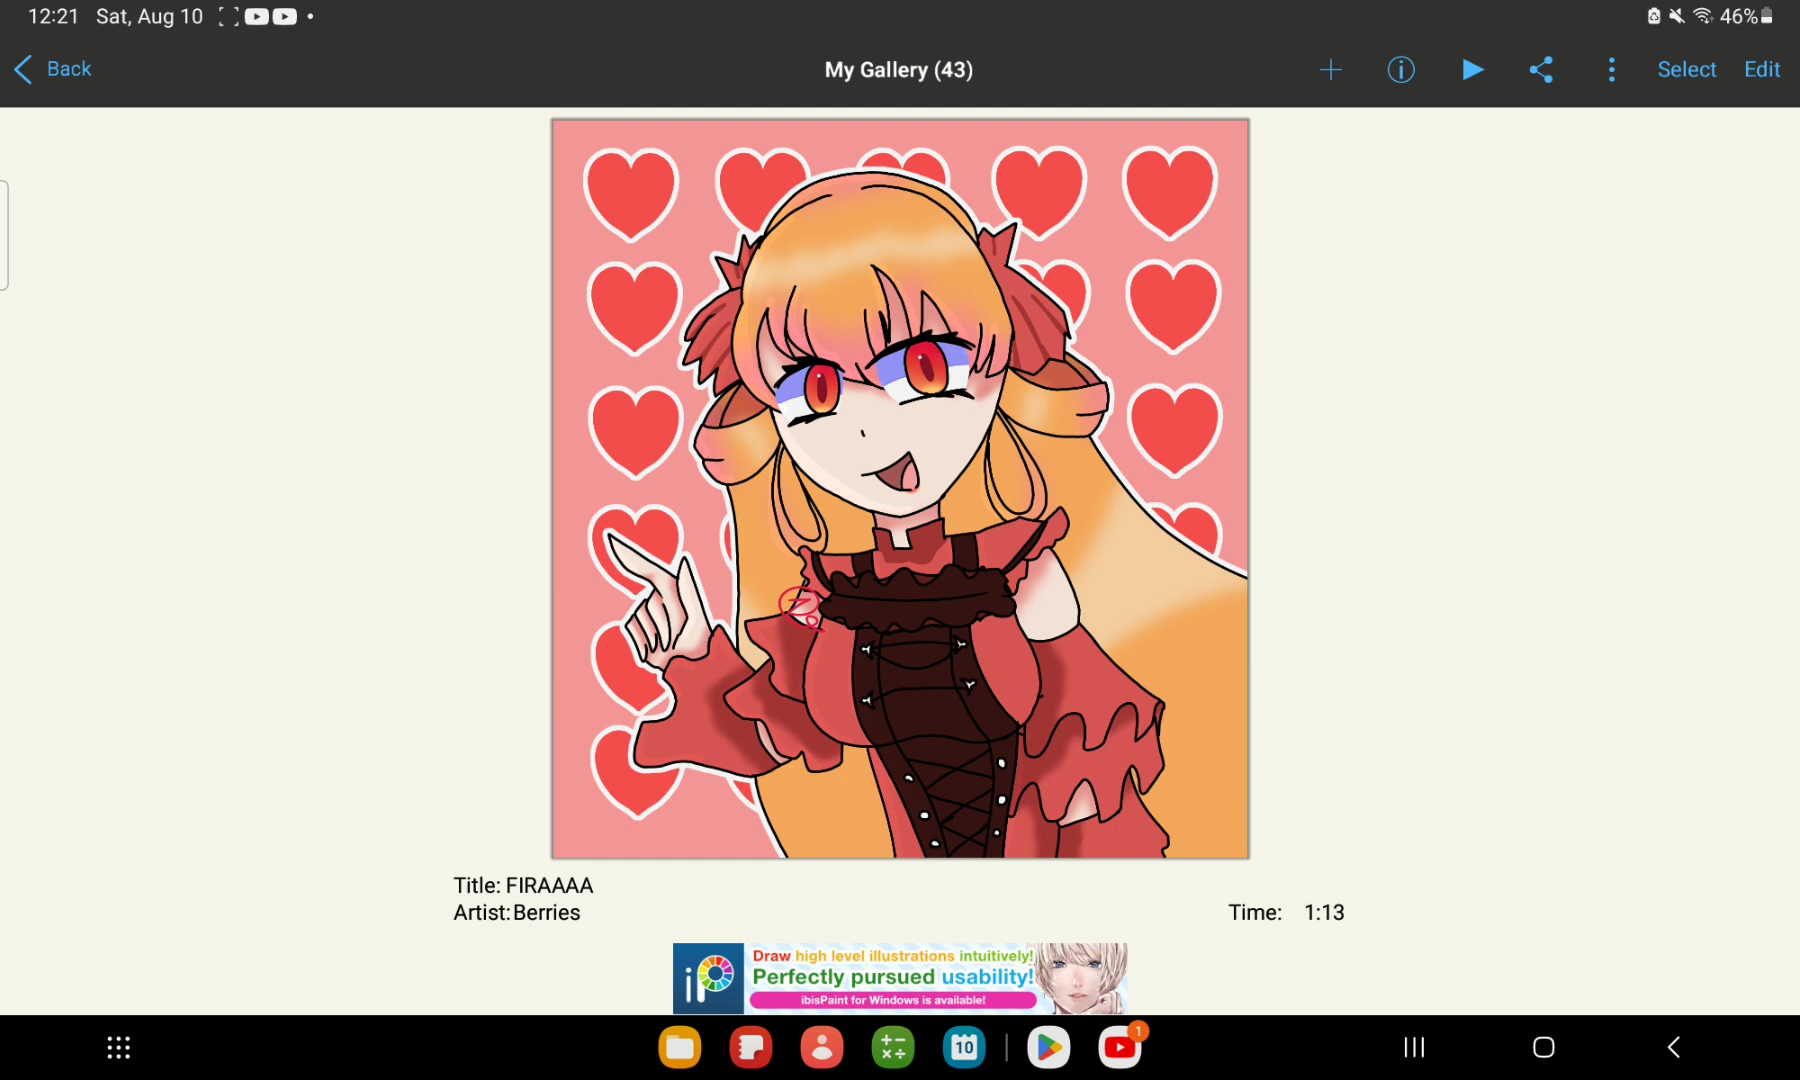 12:21 Sat, Aug 10
46%
Back
My Gallery (43)
Select Edit
Title: FIRAAAA
Artist: Berries
Time: 1:13
iP
Draw high level illustrations intuitively!
Perfectly pursued usability!
ibisPaint for Windows is available!
10
1